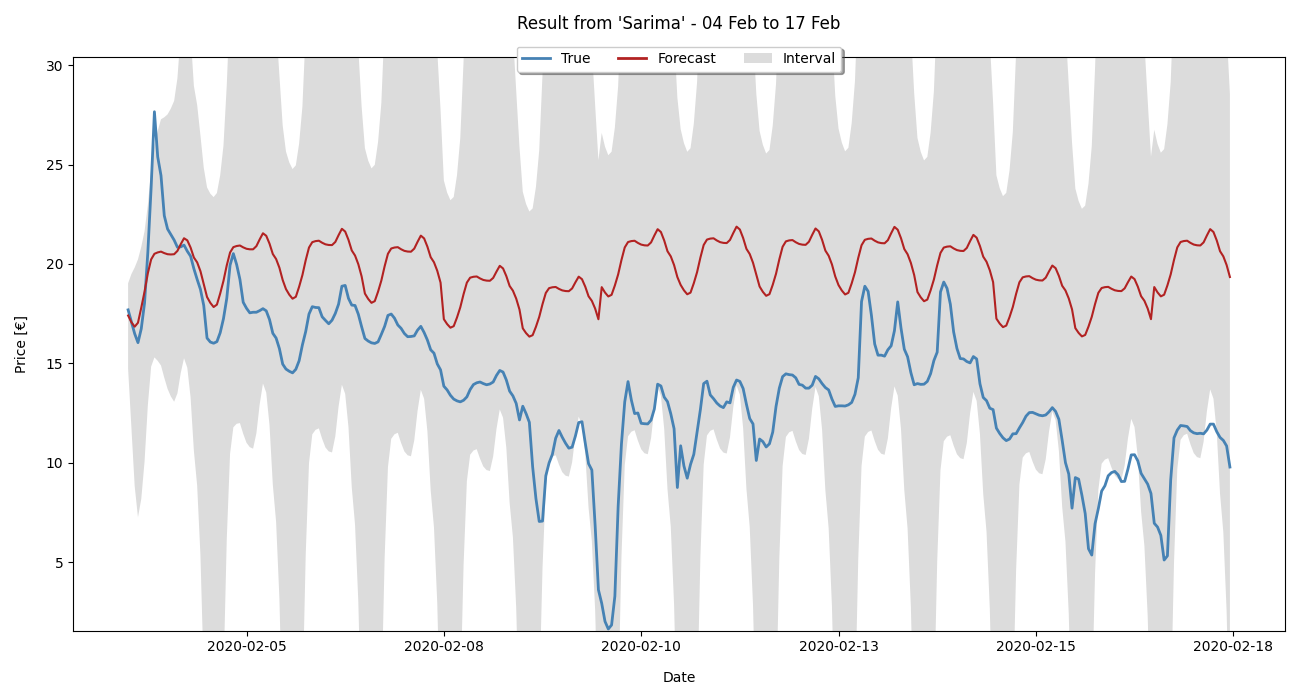 Result from 'Sarima' - 04 Feb to 17 Feb
True Forecast Interval
30
25
20
15
10
5
Price [€]
2020-02-05 2020-02-08 2020-02-10 2020-02-13 2020-02-15 2020-02-18
Date